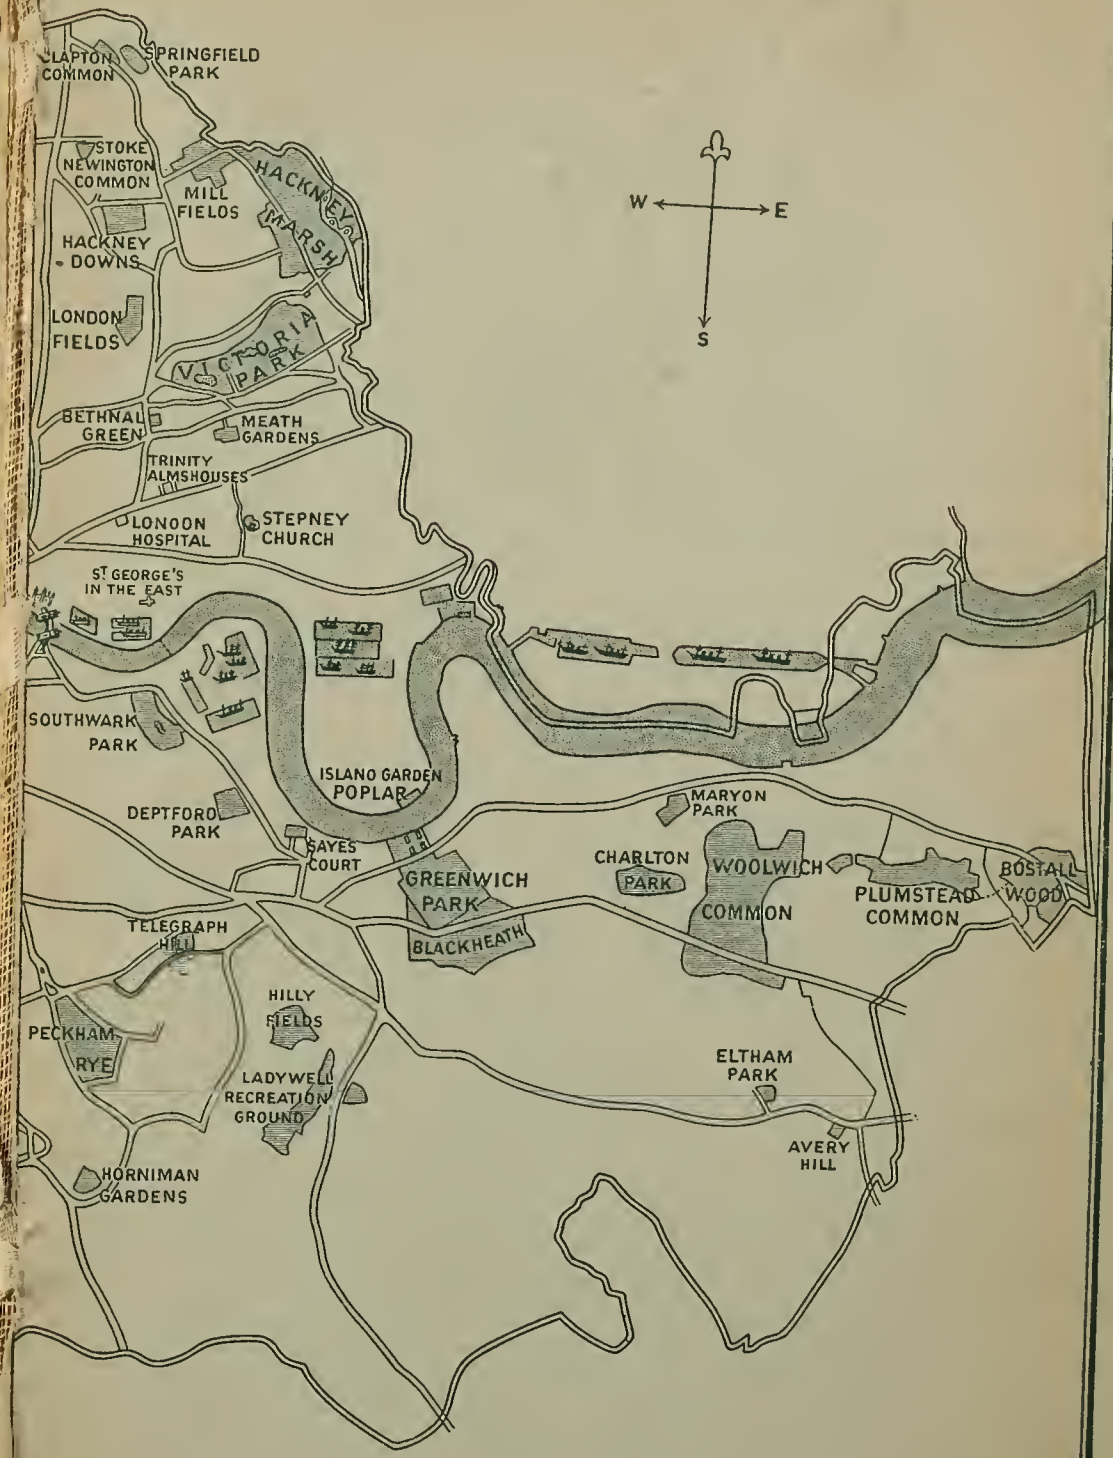 CLAPTON
COMMON
SPRINGFIELD
PARK
STOKE
NEWINGTON
COMMON
MILL
FIELDS
HACKNEY
MARSH
HACKNEY
DOWNS
W
E
S
LONDON
FIELDS
VICTORIA
PARK
BETHNAL
GREEN
MEATH
GARDENS
TRINITY
ALMSHOUSES
LONDON
HOSPITAL
STEPNEY
CHURCH
ST GEORGE'S
IN THE EAST
SOUTHWARK
PARK
ISLAND GARDEN
POPLAR
DEPTFORD
PARK
SAYES
COURT
MARYON
PARK
CHARLTON
PARK
WOOLWICH
COMMON
PLUMSTEAD
COMMON
BOSTALL
WOOD
GREENWICH
PARK
BLACKHEATH
TELEGRAPH
HILL
HILLY
FIELDS
PECKHAM
RYE
LADYWELL
RECREATION
GROUND
ELTHAM
PARK
AVERY
HILL
HORNIMAN
GARDENS